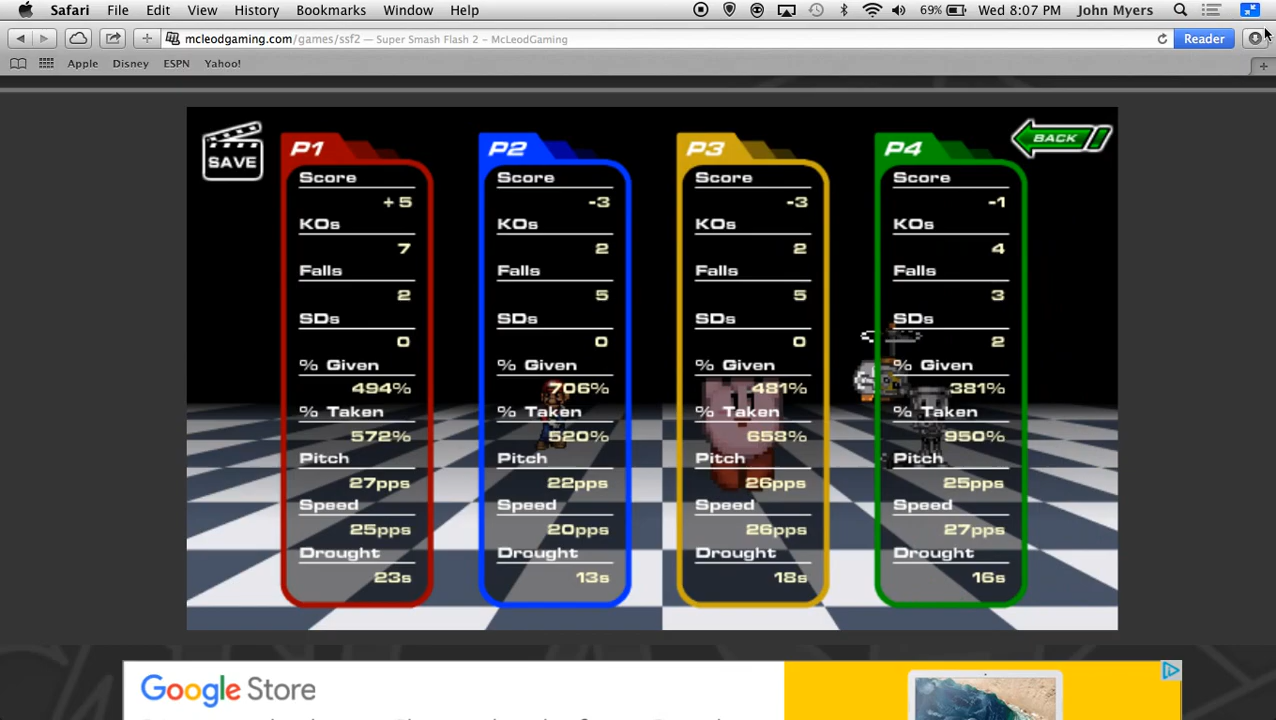 Safari File Edit View History Bookmarks Window Help 69% Wed 8:07 PM John Myers
mcleodgaming.com/games/ssf2 — Super Smash Flash 2 – McLeodGaming Reader
Apple Disney ESPN Yahoo!
SAVE
P1
Score
+5
KOs
7
Falls
2
SDs
0
% Given
494%
% Taken
572%
Pitch
27pps
Speed
25pps
Drought
23s
P2
Score
-3
KOs
2
Falls
5
SDs
0
% Given
706%
% Taken
520%
Pitch
22pps
Speed
20pps
Drought
13s
P3
Score
-3
KOs
2
Falls
5
SDs
0
% Given
481%
% Taken
658%
Pitch
26pps
Speed
26pps
Drought
18s
P4
Score
-1
KOs
4
Falls
3
SDs
2
% Given
381%
% Taken
950%
Pitch
25pps
Speed
27pps
Drought
16s
BACK
Google Store